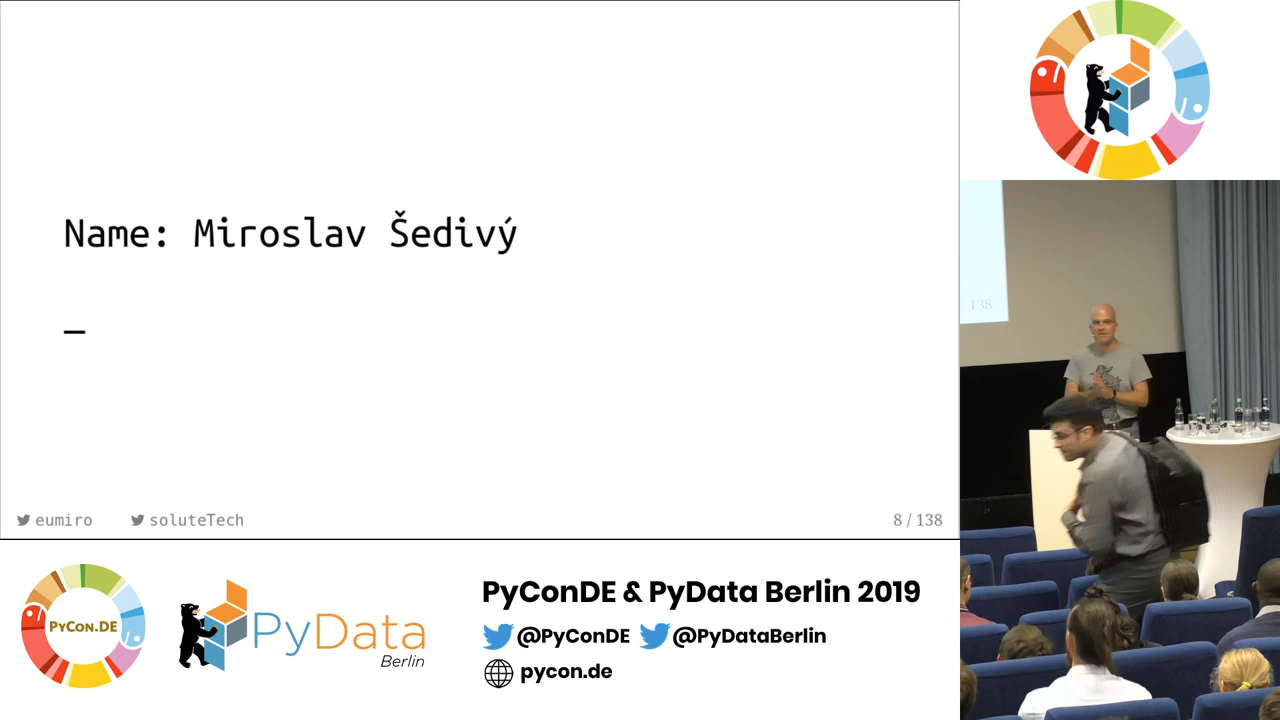 Name: Miroslav Šedivý
_
eumiro soluteTech 8 / 138
/ 138
PyCon.DE
PyData
Berlin
PyConDE & PyData Berlin 2019
@PyConDE @PyDataBerlin
pycon.de